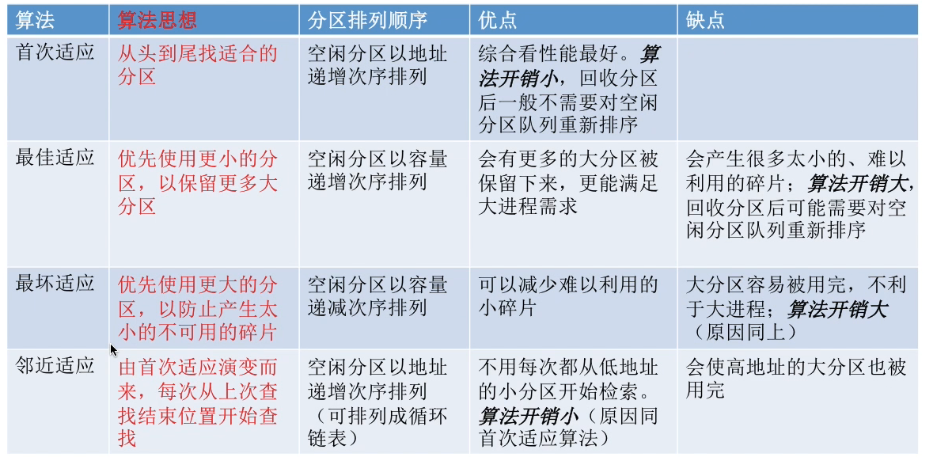 算法
算法思想
分区排列顺序
优点
缺点
首次适应
从头到尾找适合的
分区
空闲分区以地址
递增次序排列
综合看性能最好。算
法开销小，回收分区
后一般不需要对空闲
分区队列重新排序
最佳适应
优先使用更小的分
区，以保留更多大
分区
空闲分区以容量
递增次序排列
会有更多的大分区被
保留下来，更能满足
大进程需求
会产生很多太小的、难以
利用的碎片；算法开销大，
回收分区后可能需要对空
闲分区队列重新排序
最坏适应
优先使用更大的分
区，以防止产生太
小的不可用的碎片
空闲分区以容量
递减次序排列
可以减少难以利用的
小碎片
大分区容易被用完，不利
于大进程；算法开销大
（原因同上）
邻近适应
由首次适应演变而
来，每次从上次查
找结束位置开始查
找
空闲分区以地址
递增次序排列
（可排列成循环
链表）
不用每次都从低地址
的小分区开始检索。
算法开销小（原因同
首次适应算法）
会使高地址的大分区也被
用完